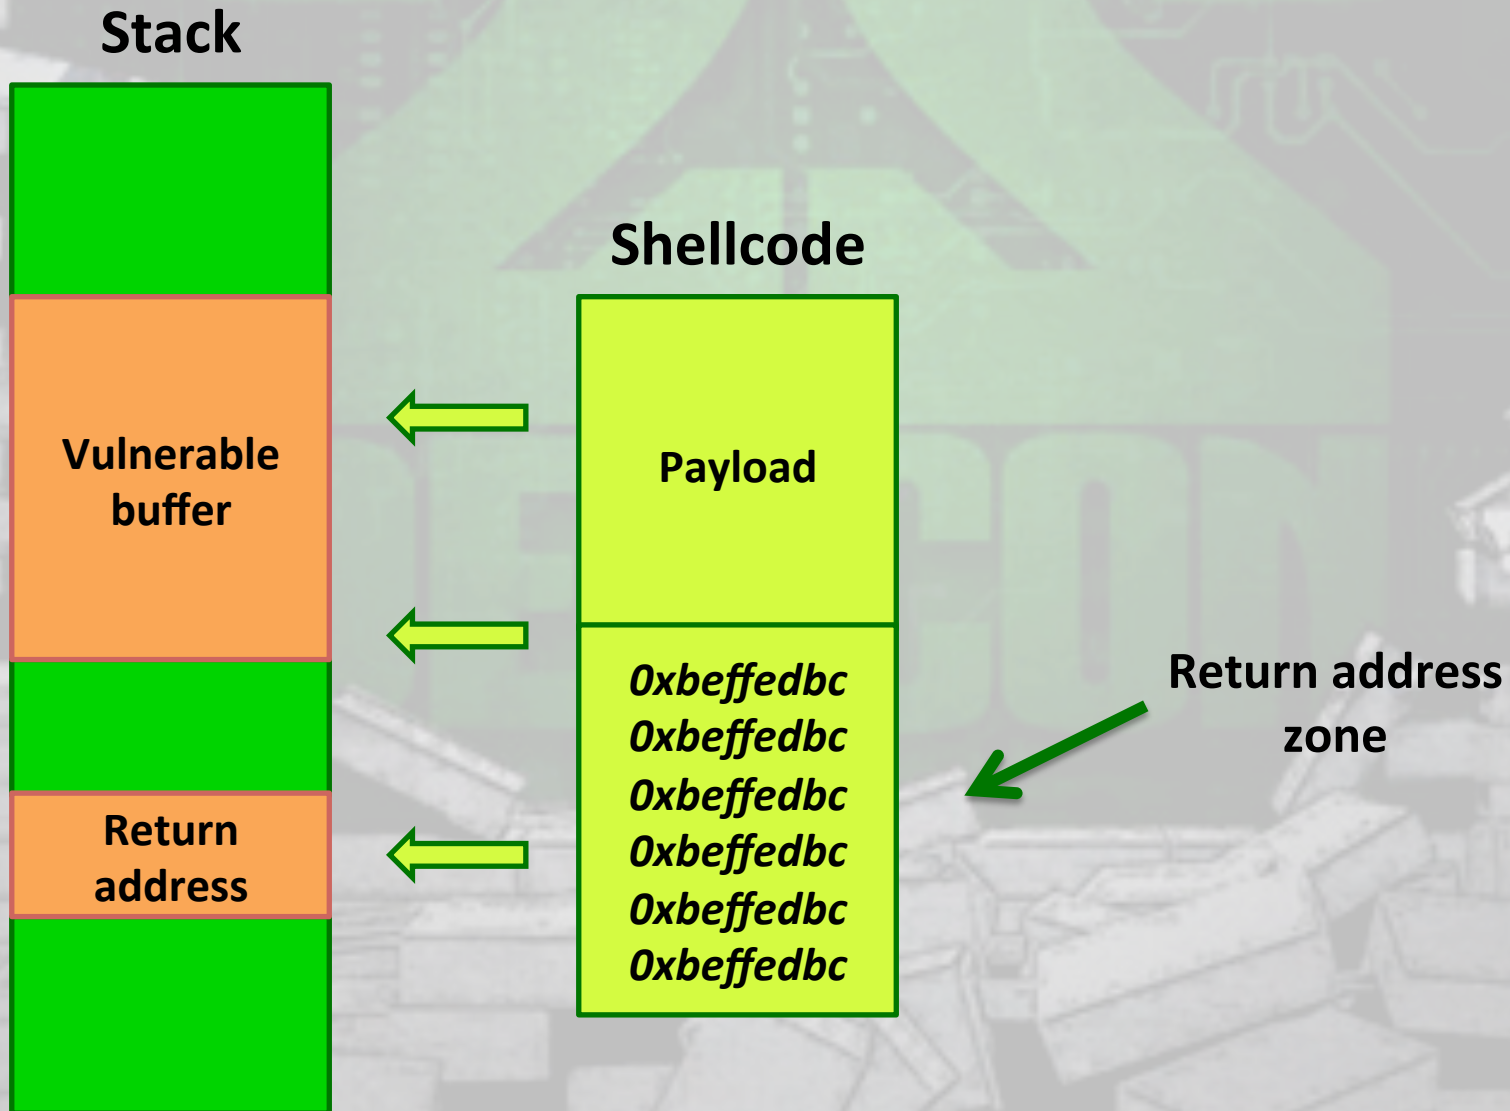 Stack
Shellcode
Vulnerable
buffer
Payload
0xbeffedbc
0xbeffedbc
0xbeffedbc
0xbeffedbc
0xbeffedbc
0xbeffedbc
Return address
zone
Return
address